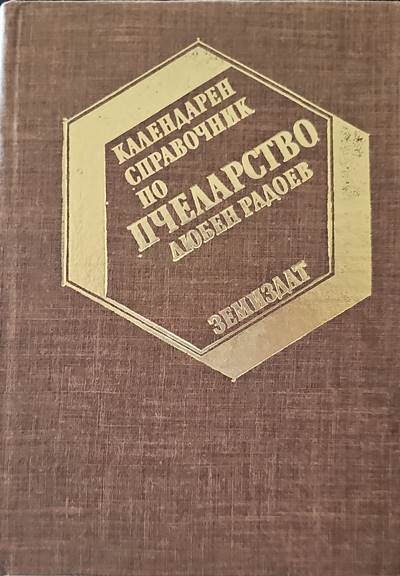 КАЛЕНДАРЕН
СПРАВОЧНИК
ПО
ПЧЕЛАРСТВО
ЛЮБЕН РАДОЕВ
ЗЕМИЗДАТ